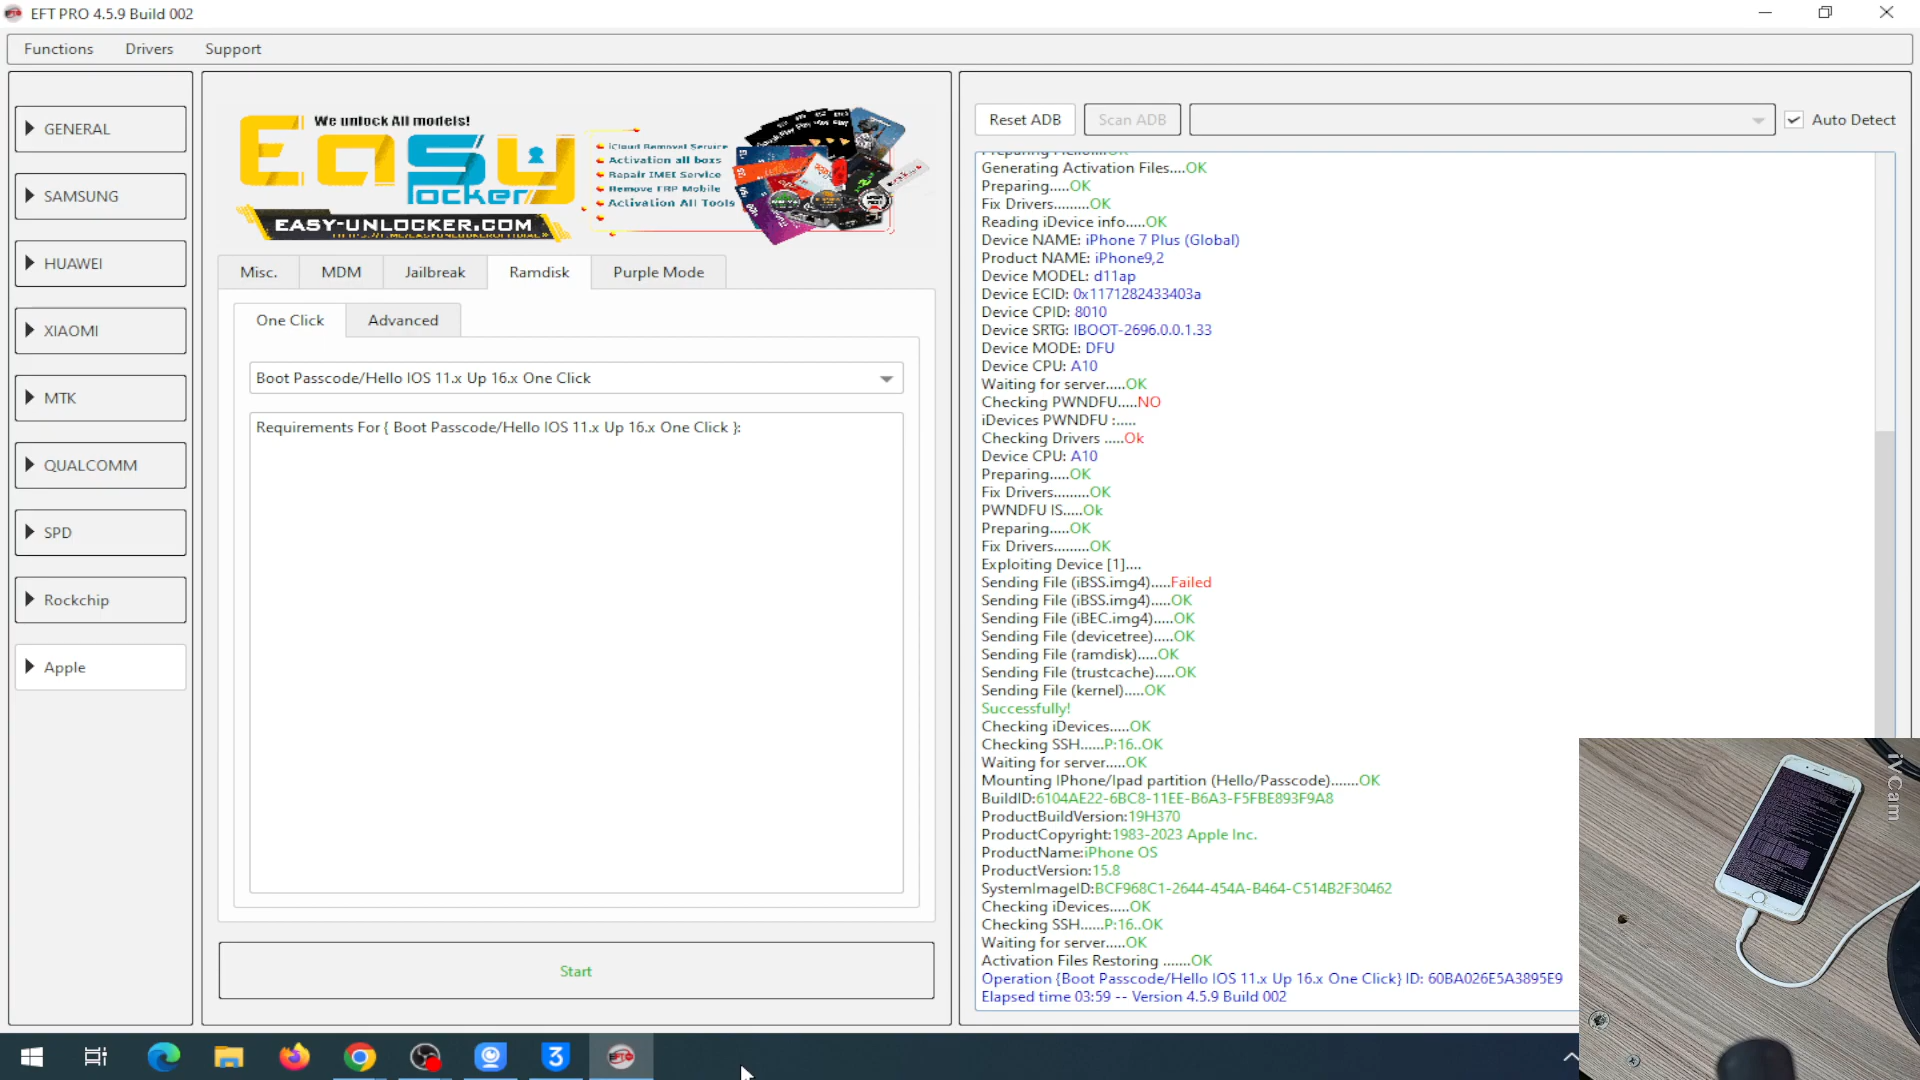 EFT PRO 4.5.9 Build 002
Functions Drivers Support
GENERAL
SAMSUNG
HUAWEI
XIAOMI
MTK
QUALCOMM
SPD
Rockchip
Apple
We unlock All models!
Easy
locker
EASY-UNLOCKER.COM
iCloud Removal Service
Activation all boxs
Repair IMEI Service
Remove FRP Mobile
Activation All Tools
Misc. MDM Jailbreak Ramdisk Purple Mode
One Click Advanced
Boot Passcode/Hello IOS 11.x Up 16.x One Click
Requirements For { Boot Passcode/Hello IOS 11.x Up 16.x One Click }:
Start
Reset ADB Scan ADB Auto Detect
Preparing Hello....OK
Generating Activation Files....OK
Preparing.....OK
Fix Drivers.........OK
Reading iDevice info.....OK
Device NAME: iPhone 7 Plus (Global)
Product NAME: iPhone9,2
Device MODEL: d11ap
Device ECID: 0x1171282433403a
Device CPID: 8010
Device SRTG: IBOOT-2696.0.0.1.33
Device MODE: DFU
Device CPU: A10
Waiting for server.....OK
Checking PWNDFU.....NO
iDevices PWNDFU :.....
Checking Drivers .....Ok
Device CPU: A10
Preparing.....OK
Fix Drivers.........OK
PWNDFU IS.....Ok
Preparing.....OK
Fix Drivers.........OK
Exploiting Device [1]....
Sending File (iBSS.img4).....Failed
Sending File (iBSS.img4).....OK
Sending File (iBEC.img4).....OK
Sending File (devicetree).....OK
Sending File (ramdisk).....OK
Sending File (trustcache).....OK
Sending File (kernel).....OK
Successfully!
Checking iDevices.....OK
Checking SSH......P:16..OK
Waiting for server.....OK
Mounting IPhone/Ipad partition (Hello/Passcode).......OK
BuildID:6104AE22-6BC8-11EE-B6A3-F5FBE893F9A8
ProductBuildVersion:19H370
ProductCopyright:1983-2023 Apple Inc.
ProductName:iPhone OS
ProductVersion:15.8
SystemImageID:BCF968C1-2644-454A-B464-C514B2F30462
Checking iDevices.....OK
Checking SSH......P:16..OK
Waiting for server.....OK
Activation Files Restoring .......OK
Operation {Boot Passcode/Hello IOS 11.x Up 16.x One Click} ID: 60BA026E5A3895E9
Elapsed time 03:59 -- Version 4.5.9 Build 002
iVCam
3
EFT